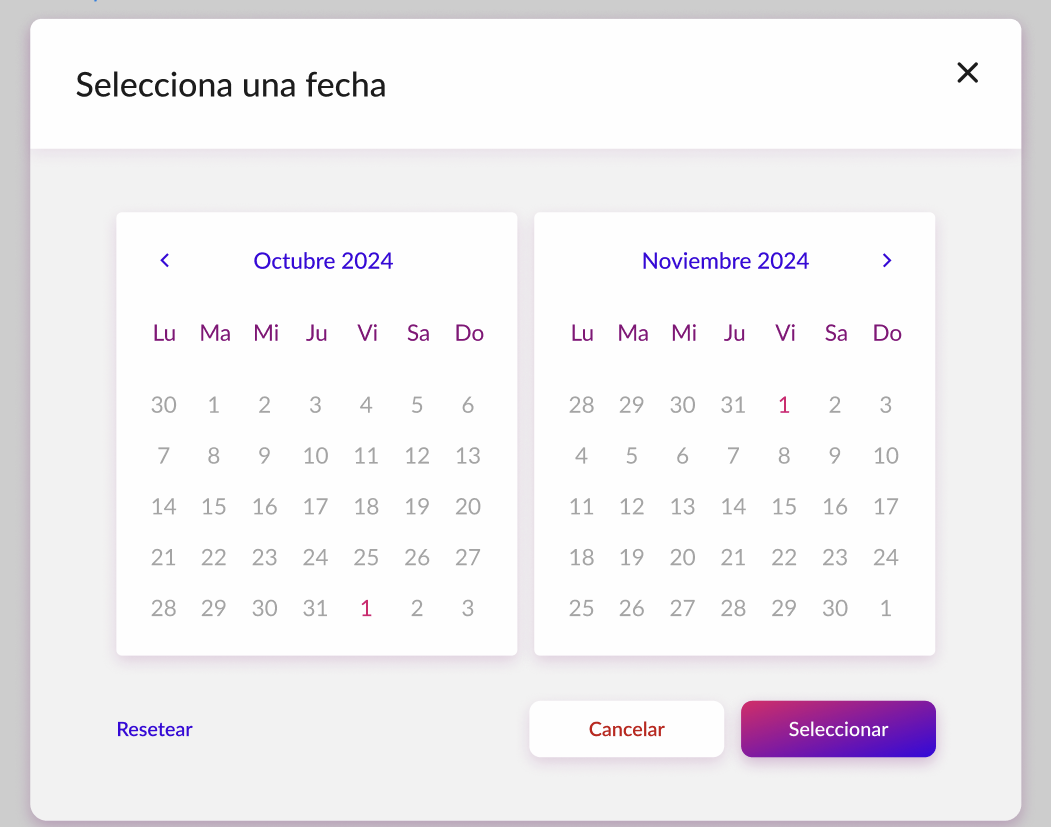 Selecciona una fecha
Octubre 2024
Lu Ma Mi Ju Vi Sa Do
30 1 2 3 4 5 6
7 8 9 10 11 12 13
14 15 16 17 18 19 20
21 22 23 24 25 26 27
28 29 30 31 1 2 3
Noviembre 2024
Lu Ma Mi Ju Vi Sa Do
28 29 30 31 1 2 3
4 5 6 7 8 9 10
11 12 13 14 15 16 17
18 19 20 21 22 23 24
25 26 27 28 29 30 1
Resetear
Cancelar
Seleccionar